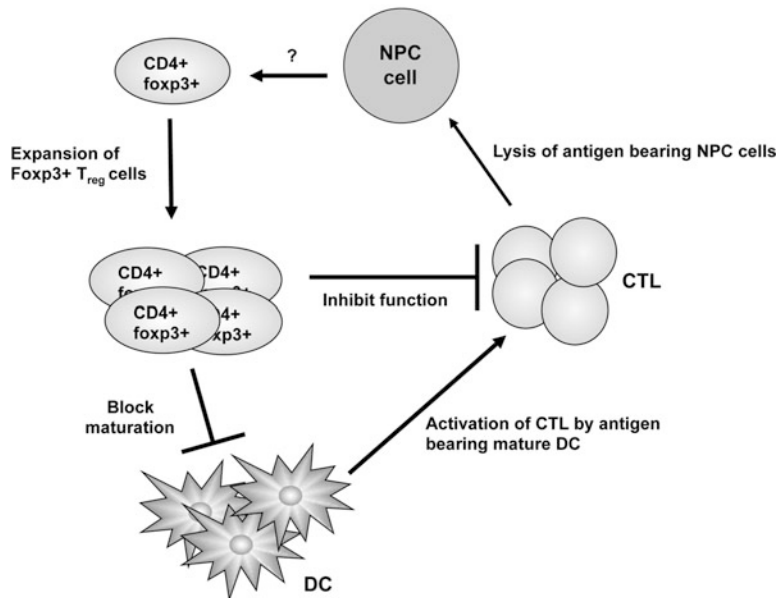 NPC
cell
?
CD4+
foxp3+
Expansion of
Foxp3+ Treg cells
Lysis of antigen bearing NPC cells
CD4+
CD4+
CD4+
foxp3+
CTL
Inhibit function
Block
maturation
Activation of CTL by antigen
bearing mature DC
DC